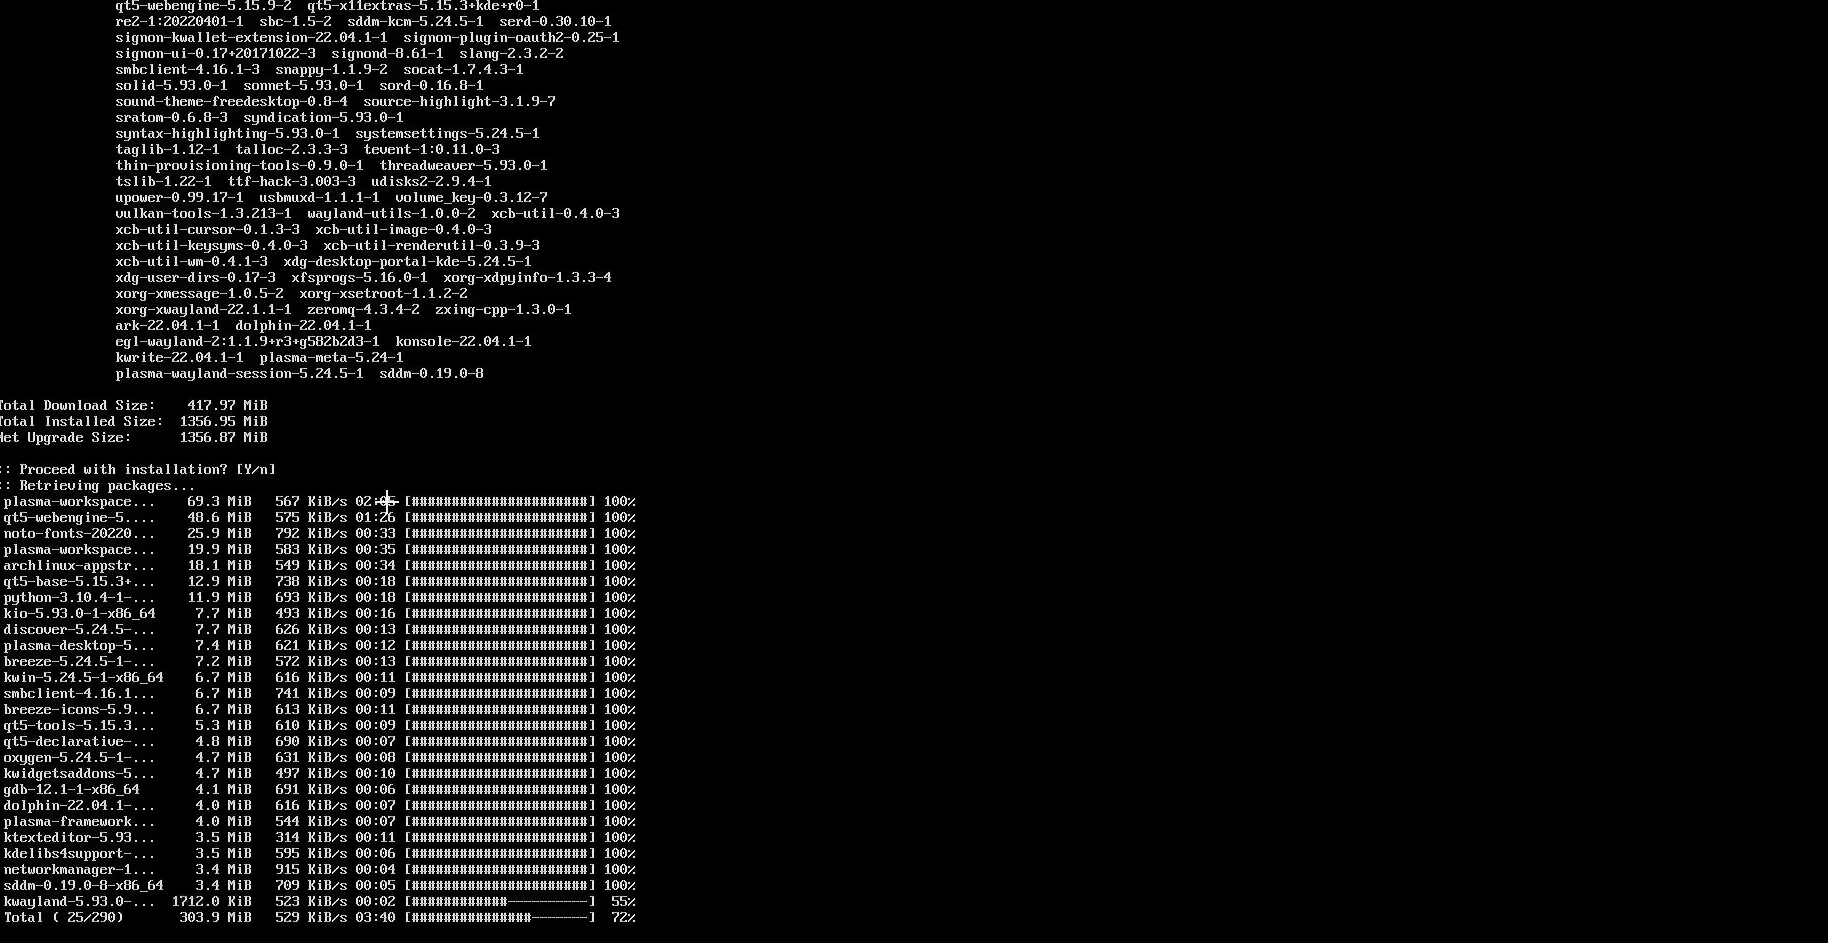 qt5-webengine-5.15.9-2  qt5-x11extras-5.15.3+kde+r0-1
re2-1:20220401-1  sbc-1.5-2  sddm-kcm-5.24.5-1  serd-0.30.10-1
signon-kwallet-extension-22.04.1-1  signon-plugin-oauth2-0.25-1
signon-ui-0.17+20171022-3  signond-8.61-1  slang-2.3.2-2
smbclient-4.16.1-3  snappy-1.1.9-2  socat-1.7.4.3-1
solid-5.93.0-1  sonnet-5.93.0-1  sord-0.16.8-1
sound-theme-freedesktop-0.8-4  source-highlight-3.1.9-7
sratom-0.6.8-3  syndication-5.93.0-1
syntax-highlighting-5.93.0-1  systemsettings-5.24.5-1
taglib-1.12-1  talloc-2.3.3-3  tevent-1:0.11.0-3
thin-provisioning-tools-0.9.0-1  threadweaver-5.93.0-1
tslib-1.22-1  ttf-hack-3.003-3  udisks2-2.9.4-1
upower-0.99.17-1  usbmuxd-1.1.1-1  volume_key-0.3.12-7
vulkan-tools-1.3.213-1  wayland-utils-1.0.0-2  xcb-util-0.4.0-3
xcb-util-cursor-0.1.3-3  xcb-util-image-0.4.0-3
xcb-util-keysyms-0.4.0-3  xcb-util-renderutil-0.3.9-3
xcb-util-wm-0.4.1-3  xdg-desktop-portal-kde-5.24.5-1
xdg-user-dirs-0.17-3  xfsprogs-5.16.0-1  xorg-xdpyinfo-1.3.3-4
xorg-xmessage-1.0.5-2  xorg-xsetroot-1.1.2-2
xorg-xwayland-22.1.1-1  zeromq-4.3.4-2  zxing-cpp-1.3.0-1
ark-22.04.1-1  dolphin-22.04.1-1
egl-wayland-2:1.1.9+r3+g582b2d3-1  konsole-22.04.1-1
kwrite-22.04.1-1  plasma-meta-5.24-1
plasma-wayland-session-5.24.5-1  sddm-0.19.0-8
Total Download Size:    417.97 MiB
Total Installed Size:  1356.95 MiB
Net Upgrade Size:      1356.87 MiB
:: Proceed with installation? [Y/n]
:: Retrieving packages...
plasma-workspace...    69.3 MiB   567 KiB/s 02:05 [######################] 100%
qt5-webengine-5....    48.6 MiB   575 KiB/s 01:26 [######################] 100%
noto-fonts-20220...    25.9 MiB   792 KiB/s 00:33 [######################] 100%
plasma-workspace...    19.9 MiB   583 KiB/s 00:35 [######################] 100%
archlinux-appstr...    18.1 MiB   549 KiB/s 00:34 [######################] 100%
qt5-base-5.15.3+...    12.9 MiB   738 KiB/s 00:18 [######################] 100%
python-3.10.4-1-...    11.9 MiB   693 KiB/s 00:18 [######################] 100%
kio-5.93.0-1-x86_64     7.7 MiB   493 KiB/s 00:16 [######################] 100%
discover-5.24.5-...     7.7 MiB   626 KiB/s 00:13 [######################] 100%
plasma-desktop-5...     7.4 MiB   621 KiB/s 00:12 [######################] 100%
breeze-5.24.5-1-...     7.2 MiB   572 KiB/s 00:13 [######################] 100%
kwin-5.24.5-1-x86_64    6.7 MiB   616 KiB/s 00:11 [######################] 100%
smbclient-4.16.1...     6.7 MiB   741 KiB/s 00:09 [######################] 100%
breeze-icons-5.9...     6.7 MiB   613 KiB/s 00:11 [######################] 100%
qt5-tools-5.15.3...     5.3 MiB   610 KiB/s 00:09 [######################] 100%
qt5-declarative-...     4.8 MiB   690 KiB/s 00:07 [######################] 100%
oxygen-5.24.5-1-...     4.7 MiB   631 KiB/s 00:08 [######################] 100%
kwidgetsaddons-5...     4.7 MiB   497 KiB/s 00:10 [######################] 100%
gdb-12.1-1-x86_64       4.1 MiB   691 KiB/s 00:06 [######################] 100%
dolphin-22.04.1-...     4.0 MiB   616 KiB/s 00:07 [######################] 100%
plasma-framework...     4.0 MiB   544 KiB/s 00:07 [######################] 100%
ktexteditor-5.93...     3.5 MiB   314 KiB/s 00:11 [######################] 100%
kdelibs4support-...     3.5 MiB   595 KiB/s 00:06 [######################] 100%
networkmanager-1...     3.4 MiB   915 KiB/s 00:04 [######################] 100%
sddm-0.19.0-8-x86_64    3.4 MiB   709 KiB/s 00:05 [######################] 100%
kwayland-5.93.0-...  1712.0 KiB   523 KiB/s 00:02 [############----------]  55%
Total ( 25/290)       303.9 MiB   529 KiB/s 03:40 [###############-------]  72%